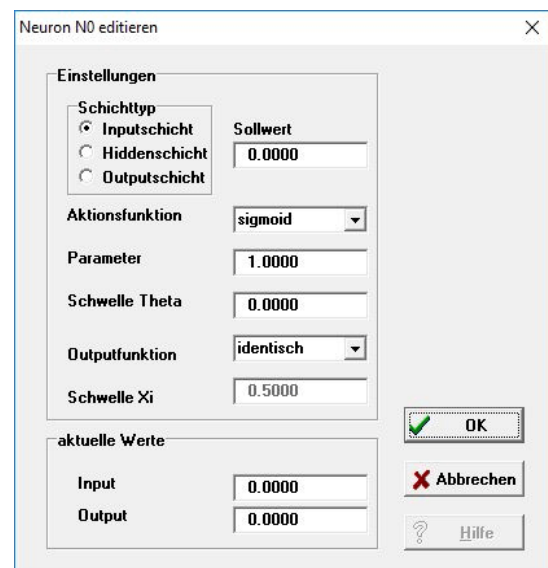 Neuron N0 editieren
Einstellungen
Schichttyp
Inputschicht
Hiddenschicht
Outputschicht
Sollwert
0.0000
Aktionsfunktion
sigmoid
Parameter
1.0000
Schwelle Theta
0.0000
Outputfunktion
identisch
Schwelle Xi
0.5000
aktuelle Werte
Input
0.0000
Output
0.0000
OK
Abbrechen
Hilfe